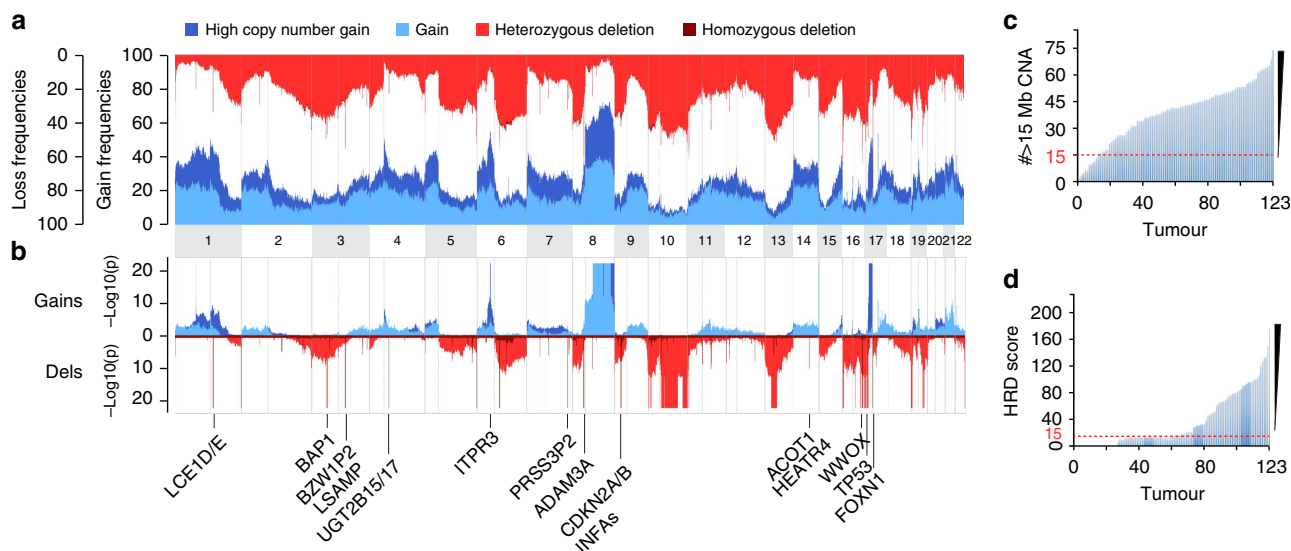 a
High copy number gain
Gain
Heterozygous deletion
Homozygous deletion
Loss frequencies
0
20
40
60
80
100
Gain frequencies
100
80
60
40
20
0
1 2 3 4 5 6 7 8 9 10 11 12 13 14 15 16 17 18 19 20 21 22
b
Gains
Dels
–Log10(p)
–Log10(p)
20
10
0
10
20
LCE1D/E
BAP1
BZW1P2
LSAMP
UGT2B15/17
ITPR3
PRSS3P2
ADAM3A
CDKN2A/B
INFAs
ACOT1
HEATR4
WWOX
TP53
FOXN1
c
#>15 Mb CNA
75
60
45
30
15
0
0 40 80 123
Tumour
d
HRD score
200
160
120
80
40
15
0
0 40 80 123
Tumour